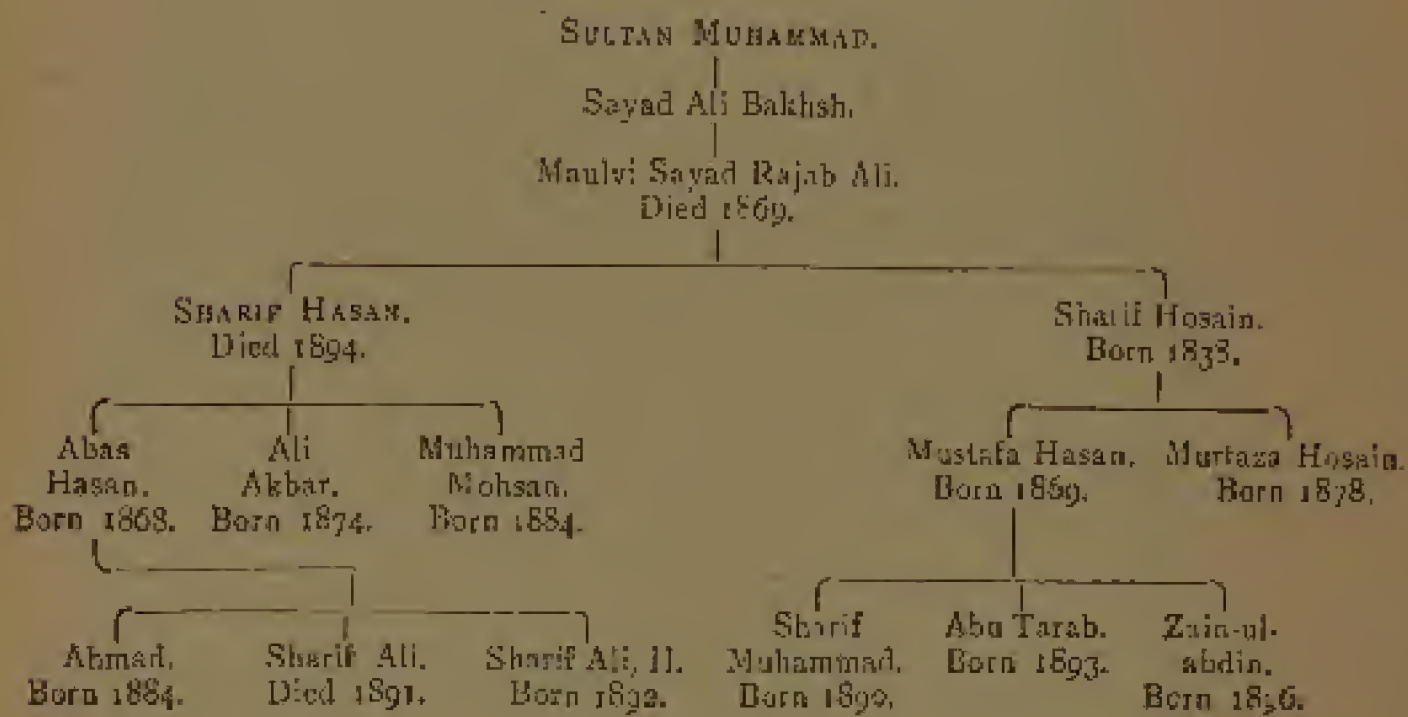 SULTAN MUHAMMAD.
Sayad Ali Bakhsh.
Maulvi Sayad Rajab Ali.
Died 1869.
SHARIF HASAN.
Died 1894.
Sharif Hosain.
Born 1838.
Abas
Hasan.
Born 1868.
Ali
Akbar.
Born 1874.
Muhammad
Mohsan.
Born 1884.
Mustafa Hasan.
Born 1869.
Murtaza Hosain.
Born 1878.
Ahmad.
Born 1884.
Sharif Ali.
Died 1891.
Sharif Ali, II.
Born
Sharif
Muhammad.
Born
Abu Tarab.
Born 1893.
Zain-ul-
abdin.
Born